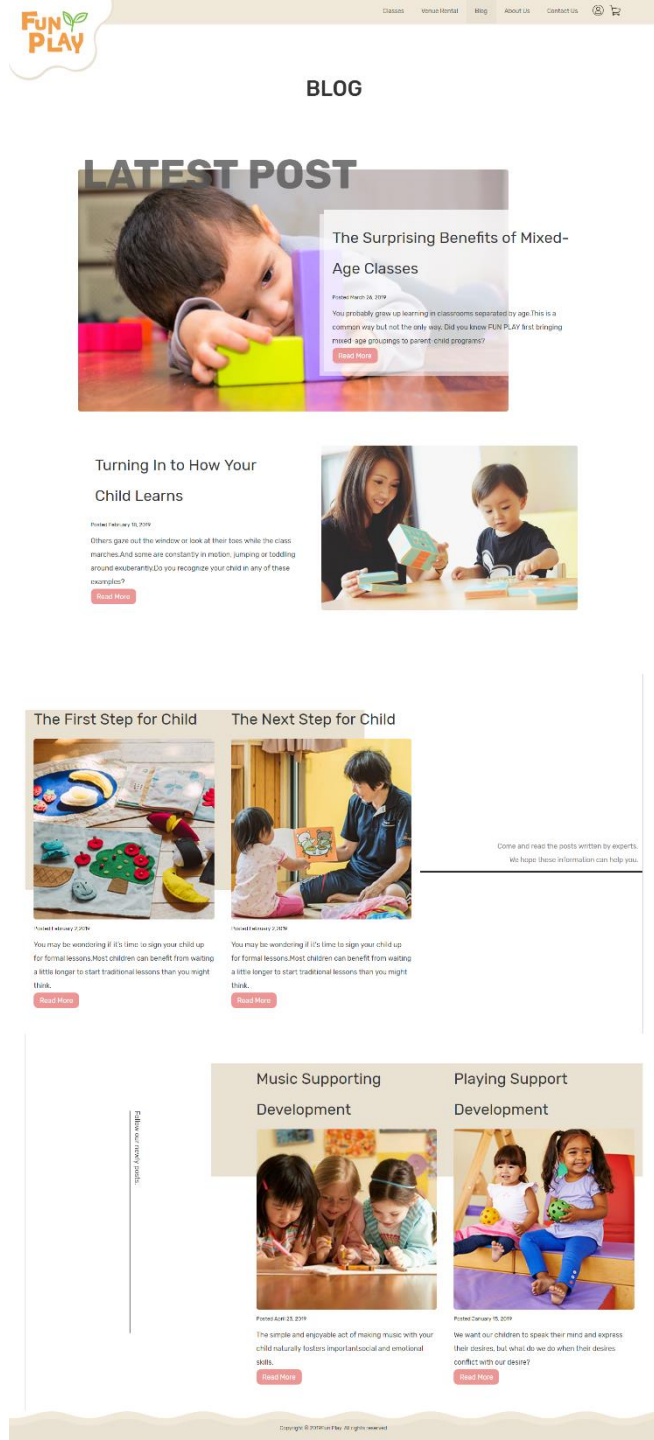 FUN
PLAY
Classes Venue Rental Blog About Us Contact Us
BLOG
LATEST POST
The Surprising Benefits of Mixed-
Age Classes
Posted March 26, 2019
You probably grew up learning in classrooms separated by age.This is a
common way but not the only way. Did you know FUN PLAY first bringing
mixed-age groupings to parent-child programs?
Read More
Turning In to How Your
Child Learns
Posted February 18, 2019
Others gaze out the window or look at their toes while the class
marches.And some are constantly in motion, jumping or toddling
around exuberantly,Do you recognize your child in any of these
examples?
Read More
The First Step for Child
Posted February 2,2019
You may be wondering if it's time to sign your child up
for formal lessons.Most children can benefit from waiting
a little longer to start traditional lessons than you might
think.
Read More
The Next Step for Child
Posted February 2,2019
You may be wondering if it's time to sign your child up
for formal lessons.Most children can benefit from waiting
a little longer to start traditional lessons than you might
think.
Read More
Come and read the posts written by experts.
We hope these information can help you.
Follow our newly posts.
Music Supporting
Development
Posted April 23, 2019
The simple and enjoyable act of making music with your
child naturally fosters importantsocial and emotional
skills.
Read More
Playing Support
Development
Posted January 15, 2019
We want our children to speak their mind and express
their desires, but what do we do when their desires
conflict with our desire?
Read More
Copyright © 2019 Fun Play. All rights reserved